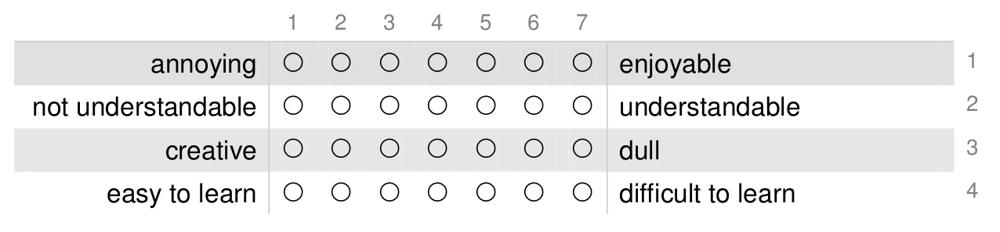 1 2 3 4 5 6 7
annoying ○ ○ ○ ○ ○ ○ ○ enjoyable 1
not understandable ○ ○ ○ ○ ○ ○ ○ understandable 2
creative ○ ○ ○ ○ ○ ○ ○ dull 3
easy to learn ○ ○ ○ ○ ○ ○ ○ difficult to learn 4